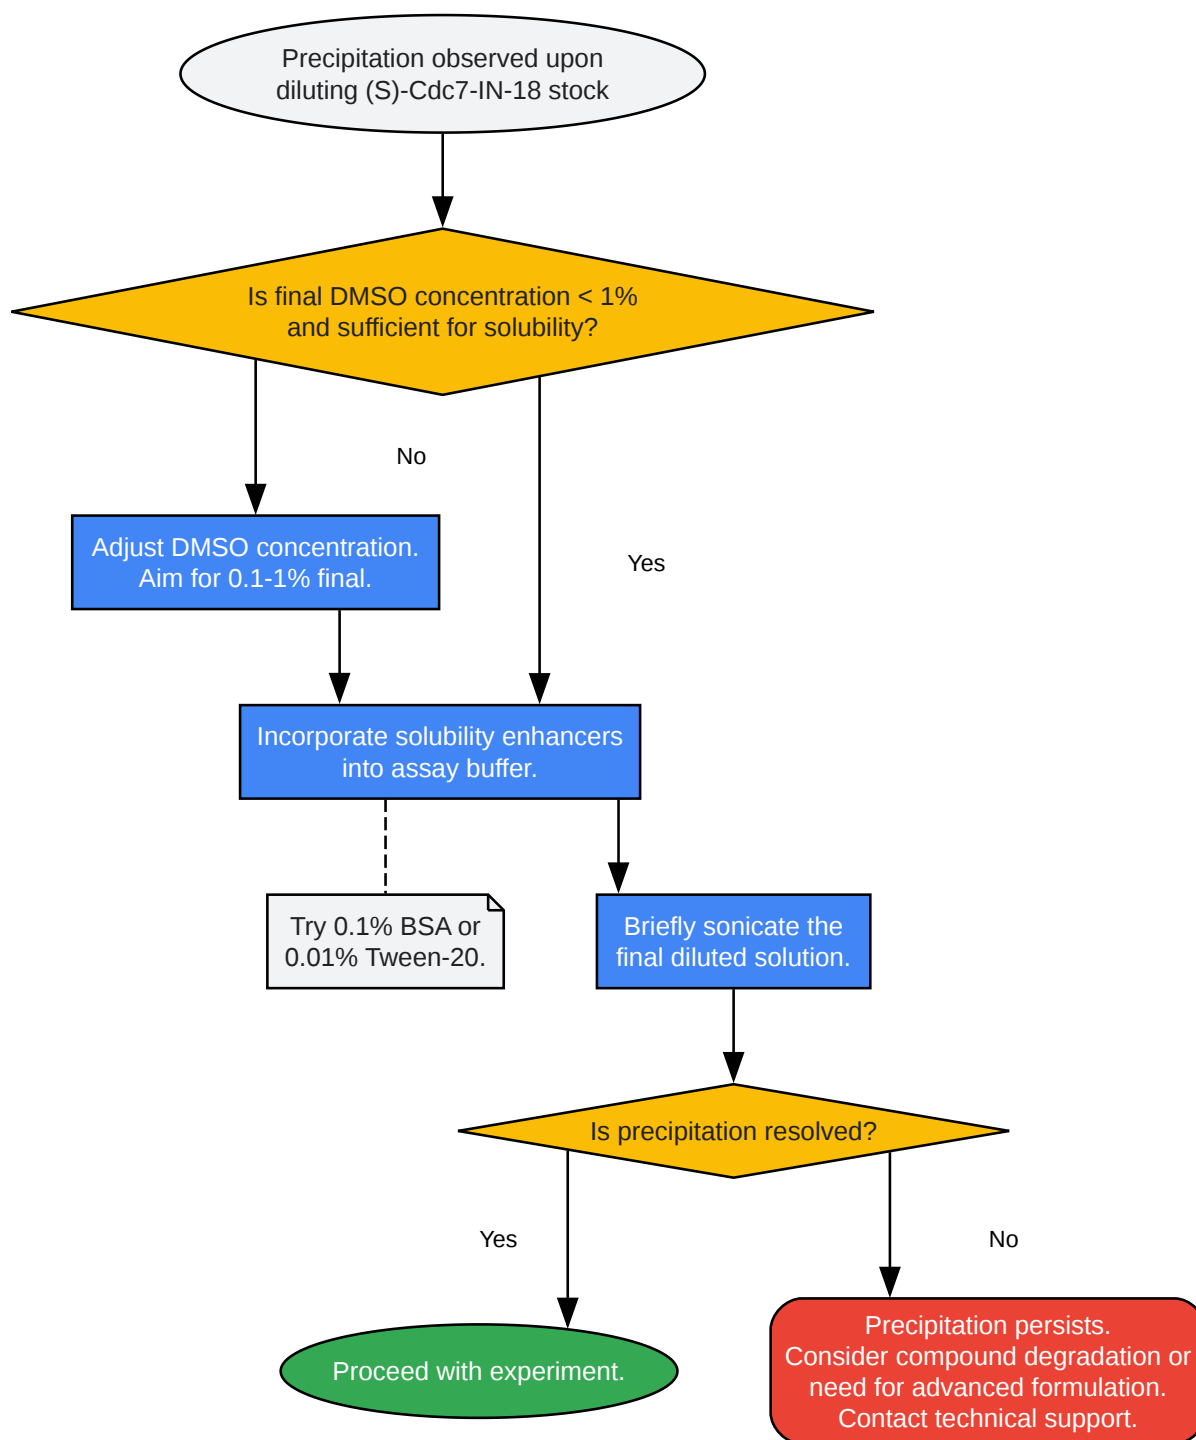 Precipitation observed upon
diluting (S)-Cdc7-IN-18 stock
Is final DMSO concentration < 1%
and sufficient for solubility?
No
Adjust DMSO concentration.
Aim for 0.1-1% final.
Yes
Incorporate solubility enhancers
into assay buffer.
Try 0.1% BSA or
0.01% Tween-20.
Briefly sonicate the
final diluted solution.
Is precipitation resolved?
Yes
No
Proceed with experiment.
Precipitation persists.
Consider compound degradation or
need for advanced formulation.
Contact technical support.